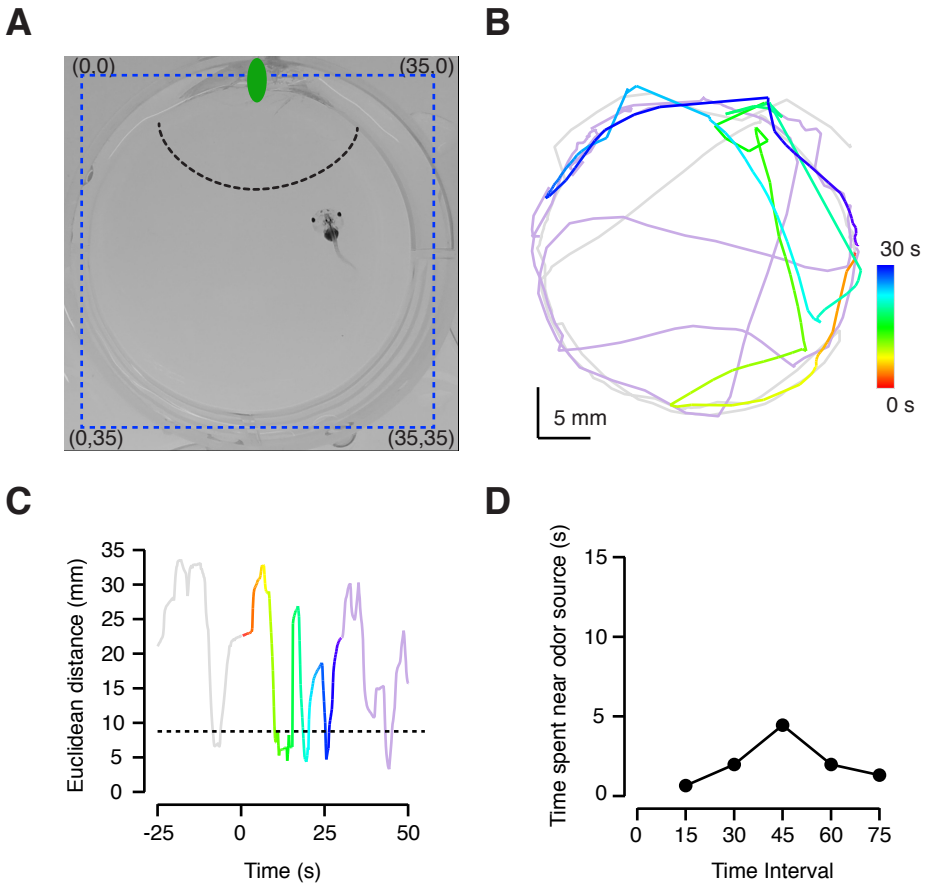 A
(0,0)
(35,0)
(0,35)
(35,35)
B
30 s
0 s
5 mm
C
Euclidean distance (mm)
35
30
25
20
15
10
5
0
-25
0
25
50
Time (s)
D
Time spent near odor source (s)
15
10
5
0
0
15
30
45
60
75
Time Interval